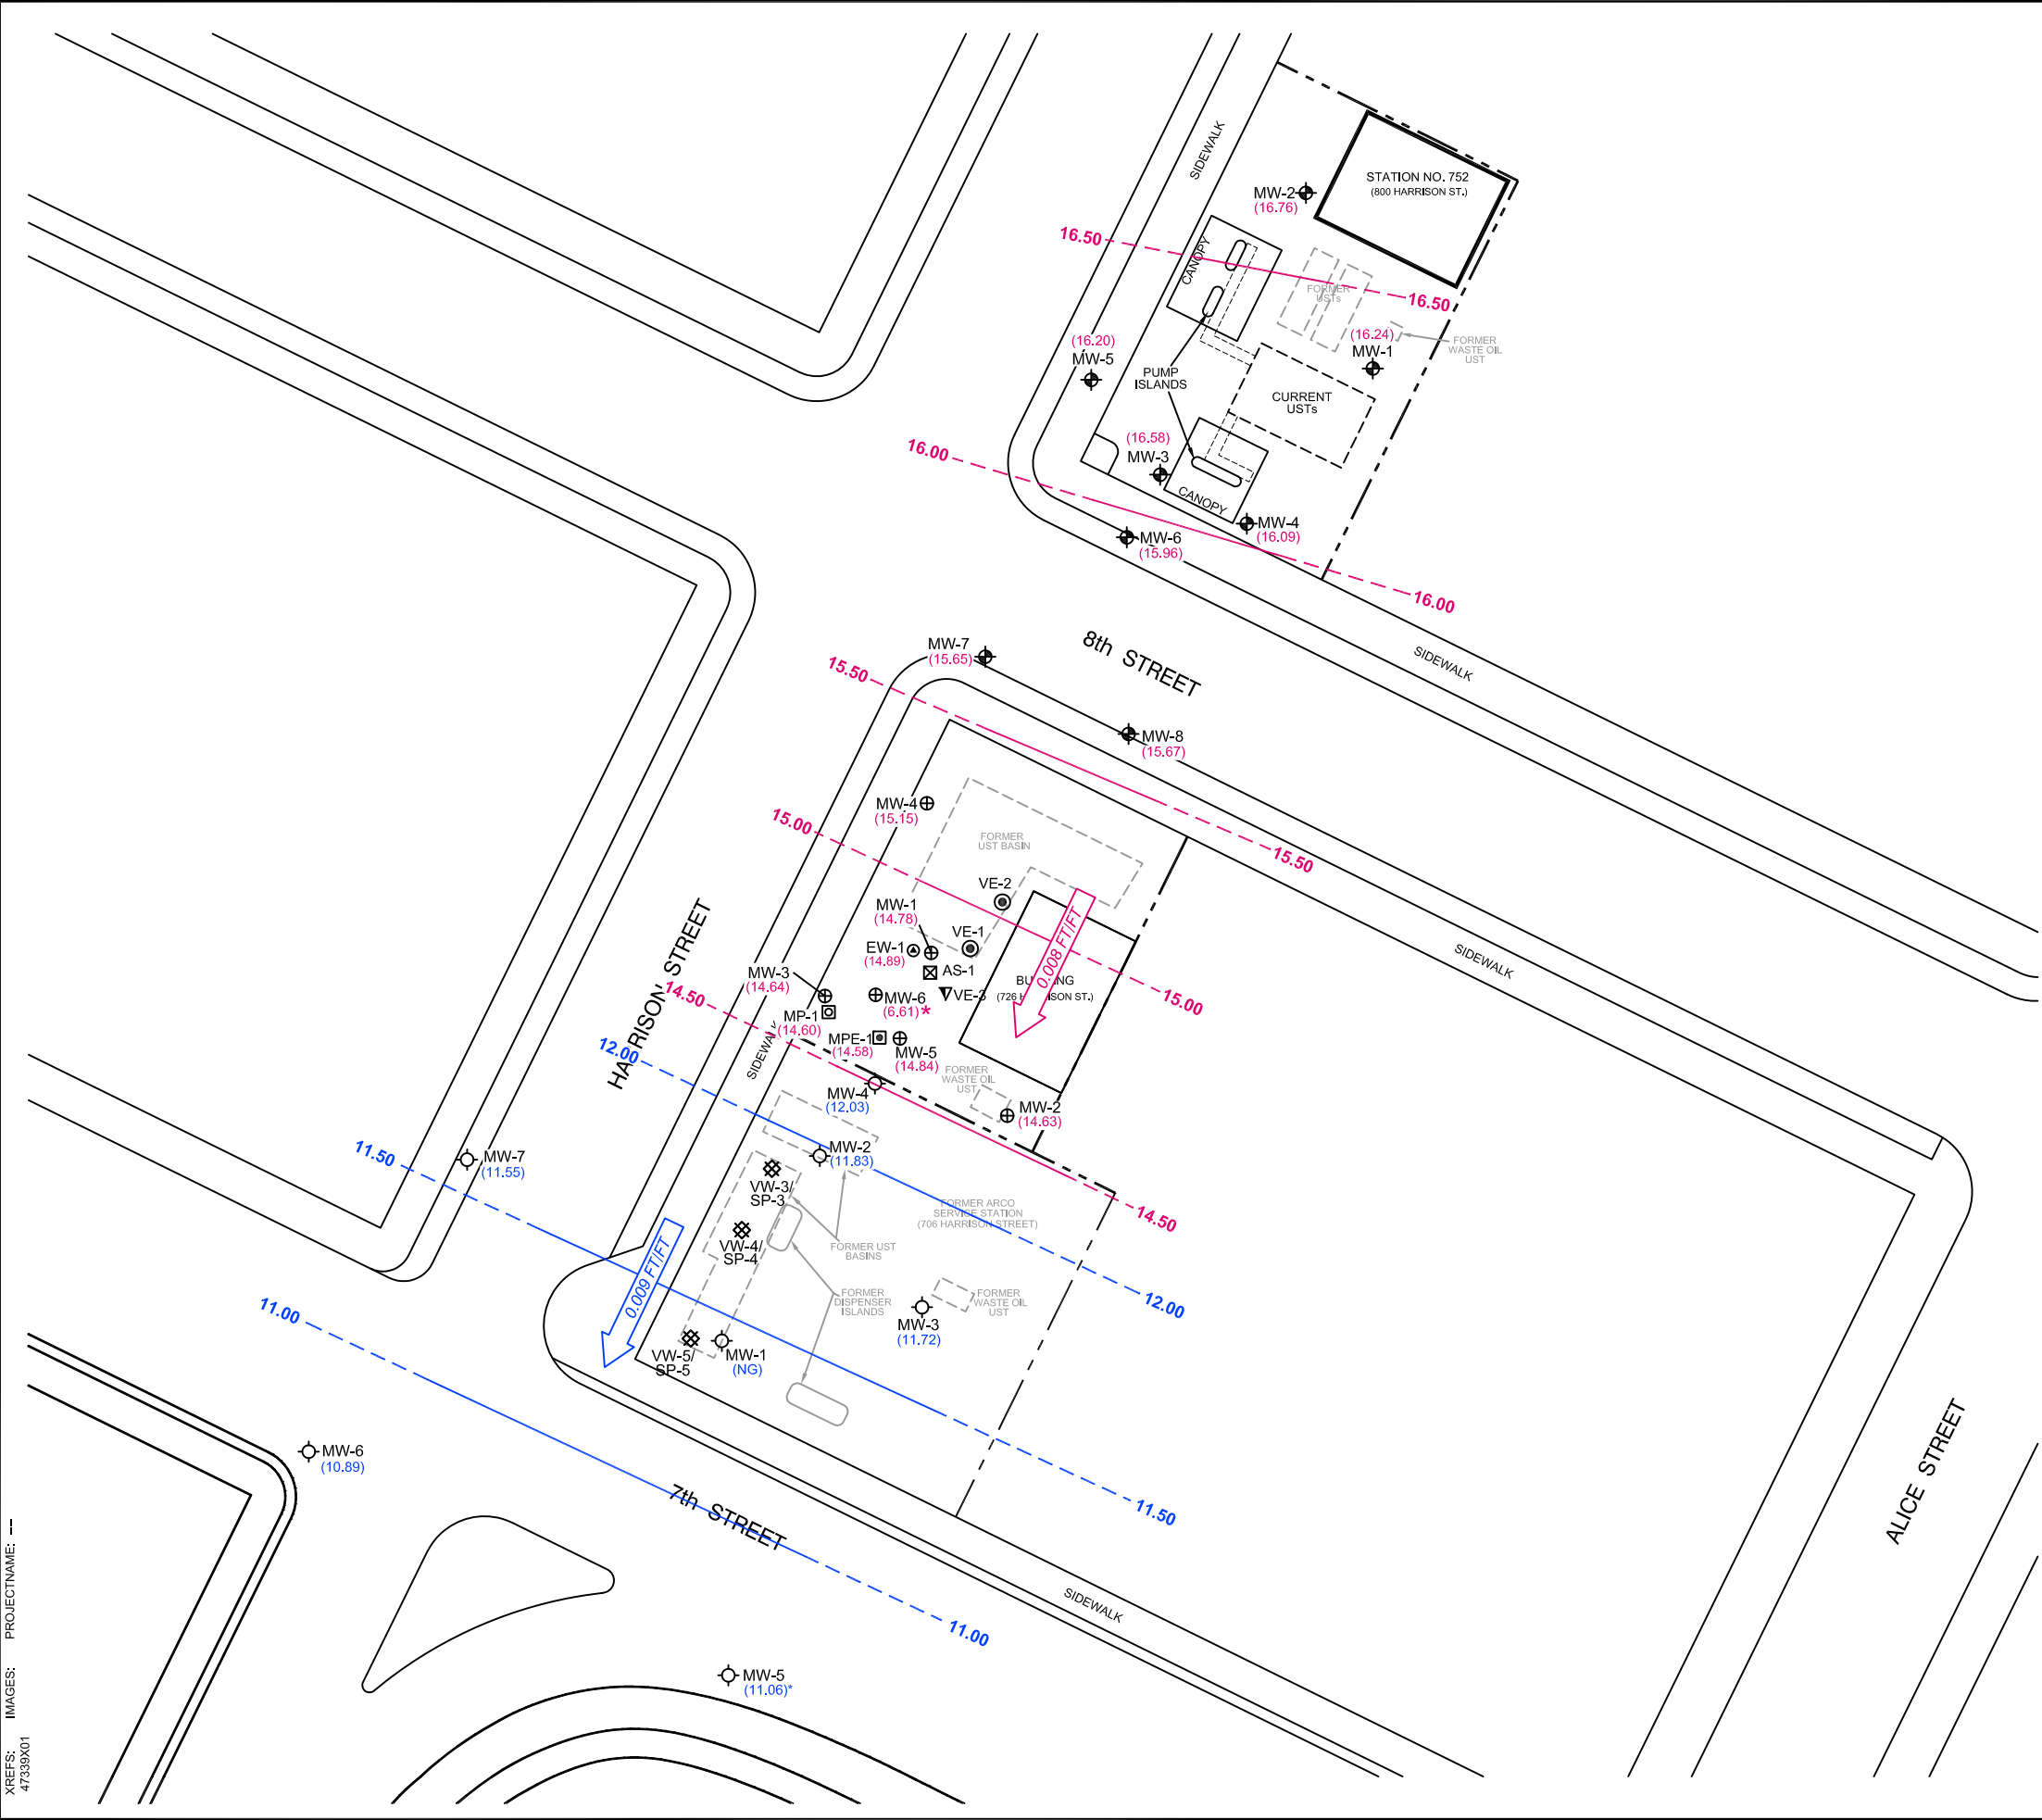 SIDEWALK
STATION NO. 752
(800 HARRISON ST.)
MW-2
(16.76)
16.50
CANOPY
FORMER
USTs
16.50
(16.20)
MW-5
(16.24)
MW-1
FORMER
WASTE OIL
UST
PUMP
ISLANDS
CURRENT
USTs
16.00
(16.58)
MW-3
CANOPY
MW-4
(16.09)
MW-6
(15.96)
16.00
8th STREET
SIDEWALK
MW-7
(15.65)
15.50
MW-8
(15.67)
MW-4
(15.15)
15.00
FORMER
UST BASIN
15.50
VE-2
MW-1
(14.78)
VE-1
EW-1
(14.89)
AS-1
0.008 FT/FT
SIDEWALK
HARRISON STREET
MW-3
(14.64)
14.50
MW-6
(6.61)*
VE-3
(726 H ISON ST.)
15.00
MP-1
(14.60)
MPE-1
(14.58)
MW-5
(14.84)
12.00
SIDEWALK
FORMER
WASTE OIL
UST
MW-4
(12.03)
MW-2
(14.63)
11.50
MW-7
(11.55)
MW-2
(11.83)
VW-3/
SP-3
FORMER ARCO
SERVICE STATION
(706 HARRISON STREET)
14.50
VW-4/
SP-4
FORMER UST
BASINS
0.009 FT/FT
11.00
FORMER
DISPENSER
ISLANDS
FORMER
WASTE OIL
UST
12.00
MW-3
(11.72)
VW-5/
SP-5
MW-1
(NG)
MW-6
(10.89)
7th STREET
11.50
ALICE STREET
SIDEWALK
11.00
MW-5
(11.06)*
XREFS: IMAGES: PROJECTNAME: ---
47339X01